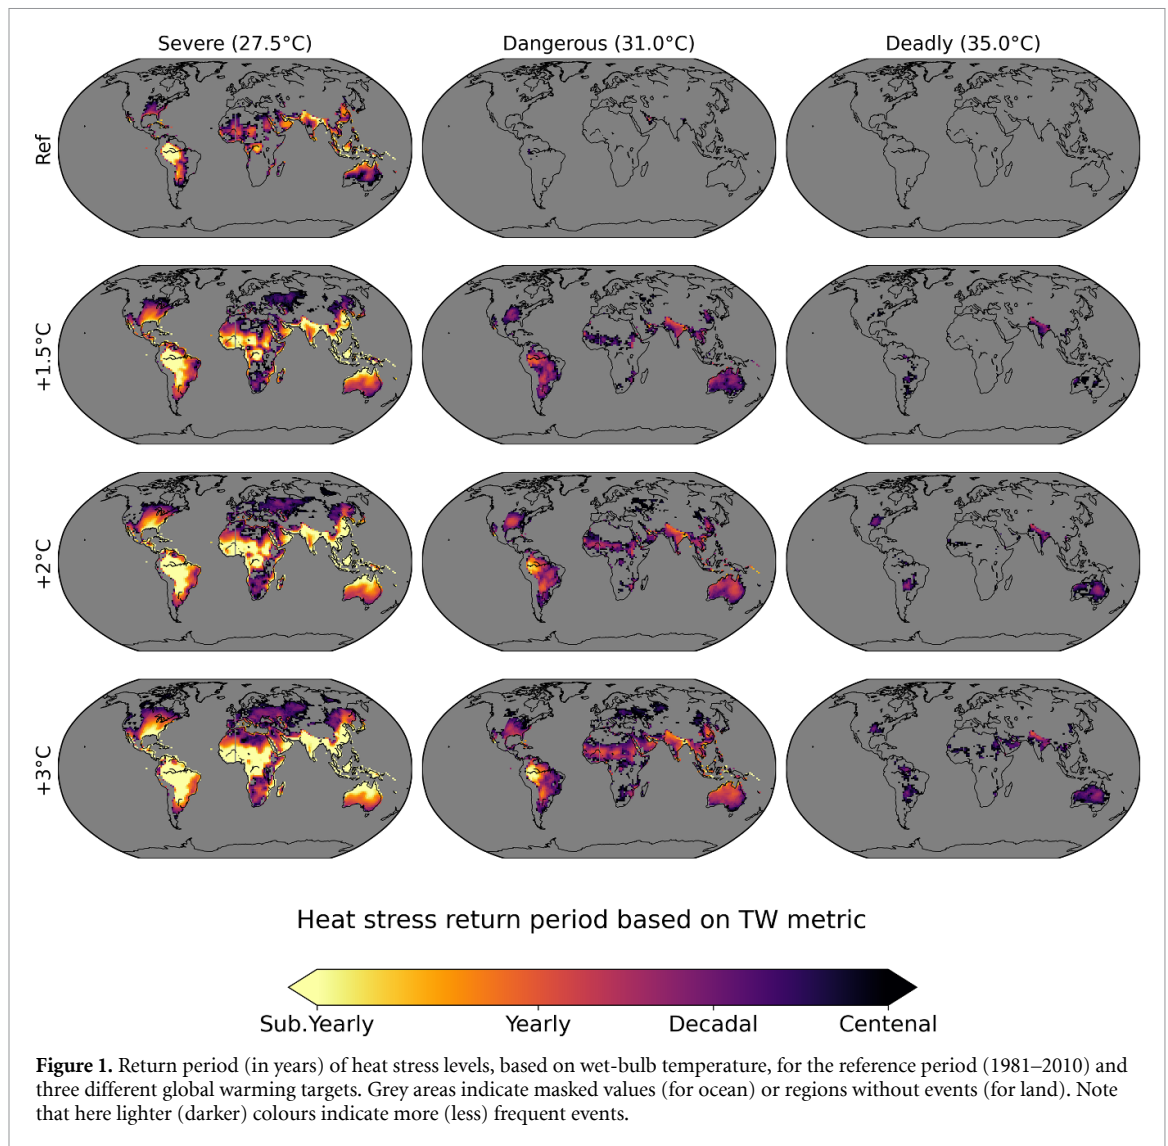 Severe (27.5°C)
Dangerous (31.0°C)
Deadly (35.0°C)
Ref
+1.5°C
+2°C
+3°C
Heat stress return period based on TW metric
Sub.Yearly
Yearly
Decadal
Centenal
Figure 1. Return period (in years) of heat stress levels, based on wet-bulb temperature, for the reference period (1981–2010) and
three different global warming targets. Grey areas indicate masked values (for ocean) or regions without events (for land). Note
that here lighter (darker) colours indicate more (less) frequent events.